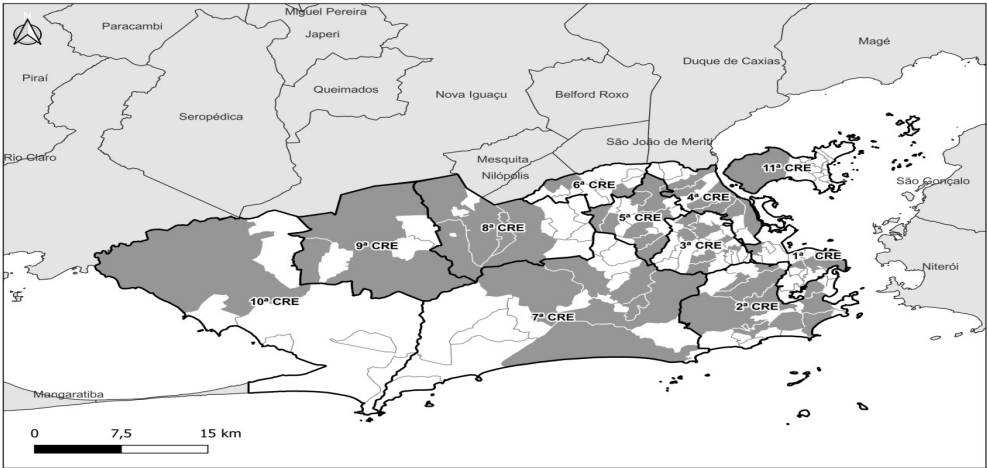 N
Miguel Pereira
Paracambi
Japeri
Magé
Duque de Caxias
Piraí
Queimados
Nova Iguaçu
Belford Roxo
Seropédica
São João de Meriti
Rio Claro
Mesquita
Nilópolis
11ª CRE
São Gonçalo
6ª CRE
4ª CRE
5ª CRE
8ª CRE
9ª CRE
3ª CRE
1ª CRE
Niterói
10ª CRE
2ª CRE
7ª CRE
Mangaratiba
0 7,5 15 km